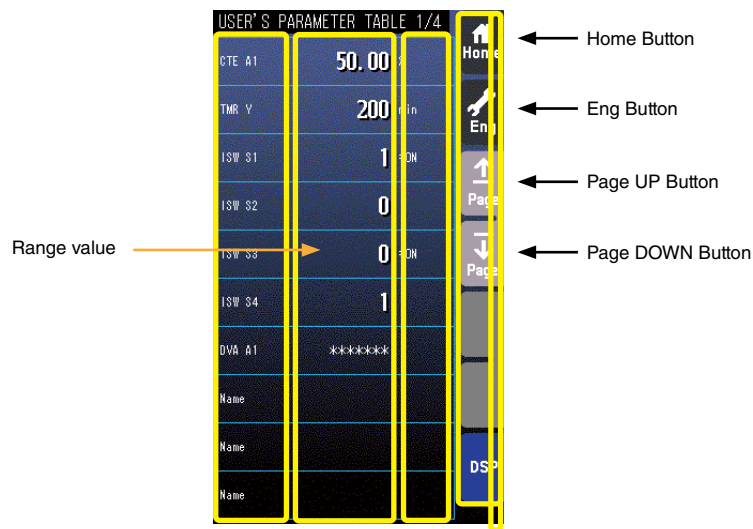 USER'S PARAMETER TABLE 1/4
Home
Home Button
CTE A1 50.00 %
TMR Y 200 min
Eng
Eng Button
ISW S1 1 =ON
Page
Page UP Button
ISW S2 0
Range value
ISW S3 0 =ON
Page
Page DOWN Button
ISW S4 1
DVA A1 *******
Name
Name
DSP
Name